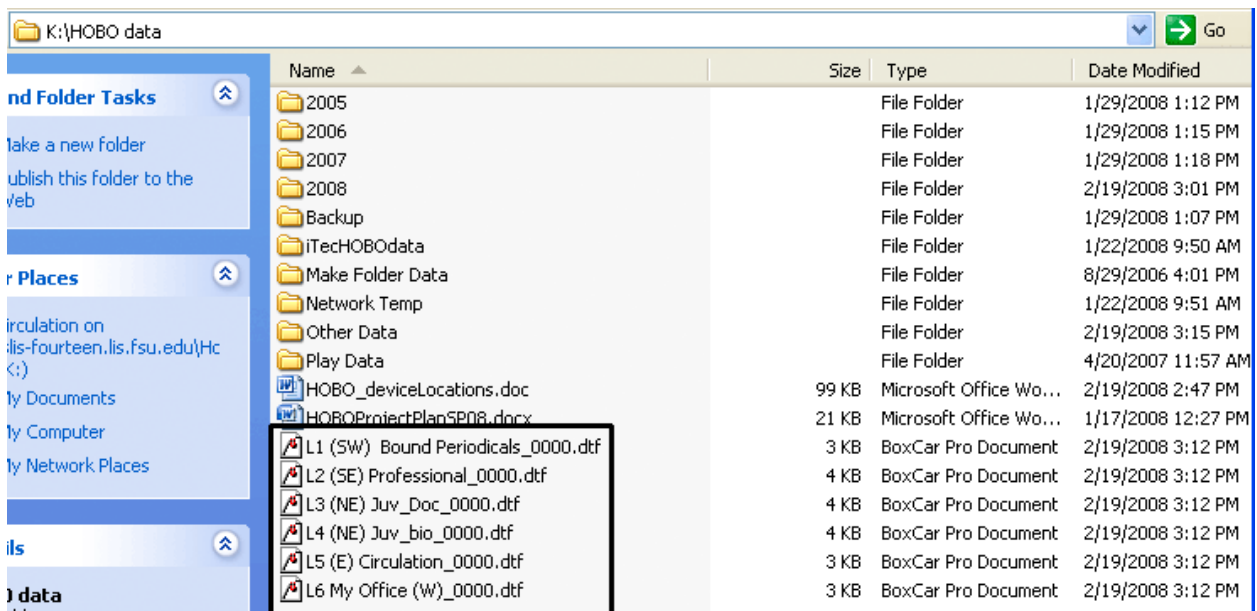 K:\HOBO data
Go
Name Size Type Date Modified
nd Folder Tasks
Make a new folder
ublish this folder to the
Web
r Places
irculation on
slis-fourteen.lis.fsu.edu\Hc
K:)
My Documents
My Computer
My Network Places
ils
data
2005 File Folder 1/29/2008 1:12 PM
2006 File Folder 1/29/2008 1:15 PM
2007 File Folder 1/29/2008 1:18 PM
2008 File Folder 2/19/2008 3:01 PM
Backup File Folder 1/29/2008 1:07 PM
iTecHOBOdata File Folder 1/22/2008 9:50 AM
Make Folder Data File Folder 8/29/2006 4:01 PM
Network Temp File Folder 1/22/2008 9:51 AM
Other Data File Folder 2/19/2008 3:15 PM
Play Data File Folder 4/20/2007 11:57 AM
HOBO_deviceLocations.doc 99 KB Microsoft Office Wo... 2/19/2008 2:47 PM
HOBOProjectPlanSP08.docx 21 KB Microsoft Office Wo... 1/17/2008 12:27 PM
L1 (SW) Bound Periodicals_0000.dtf 3 KB BoxCar Pro Document 2/19/2008 3:12 PM
L2 (SE) Professional_0000.dtf 4 KB BoxCar Pro Document 2/19/2008 3:12 PM
L3 (NE) Juv_Doc_0000.dtf 4 KB BoxCar Pro Document 2/19/2008 3:12 PM
L4 (NE) Juv_bio_0000.dtf 4 KB BoxCar Pro Document 2/19/2008 3:12 PM
L5 (E) Circulation_0000.dtf 3 KB BoxCar Pro Document 2/19/2008 3:12 PM
L6 My Office (W)_0000.dtf 3 KB BoxCar Pro Document 2/19/2008 3:12 PM